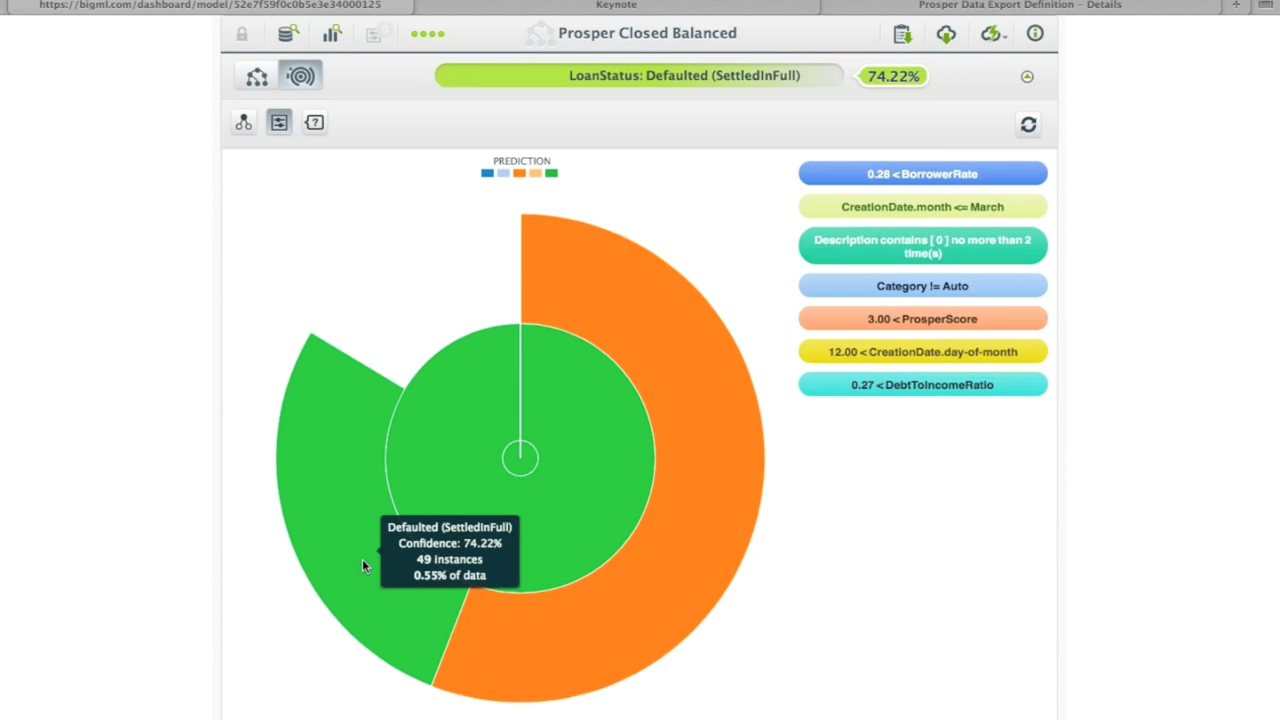 https://bigml.com/dashboard/model/52e7f59f0c0b5e3e34000125
Keynote
Prosper Data Export Definition – Details
Prosper Closed Balanced
LoanStatus: Defaulted (SettledInFull)
74.22%
PREDICTION
0.28 < BorrowerRate
CreationDate.month <= March
Description contains [ 0 ] no more than 2
time(s)
Category != Auto
3.00 < ProsperScore
12.00 < CreationDate.day-of-month
0.27 < DebtToIncomeRatio
Defaulted (SettledInFull)
Confidence: 74.22%
49 instances
0.55% of data